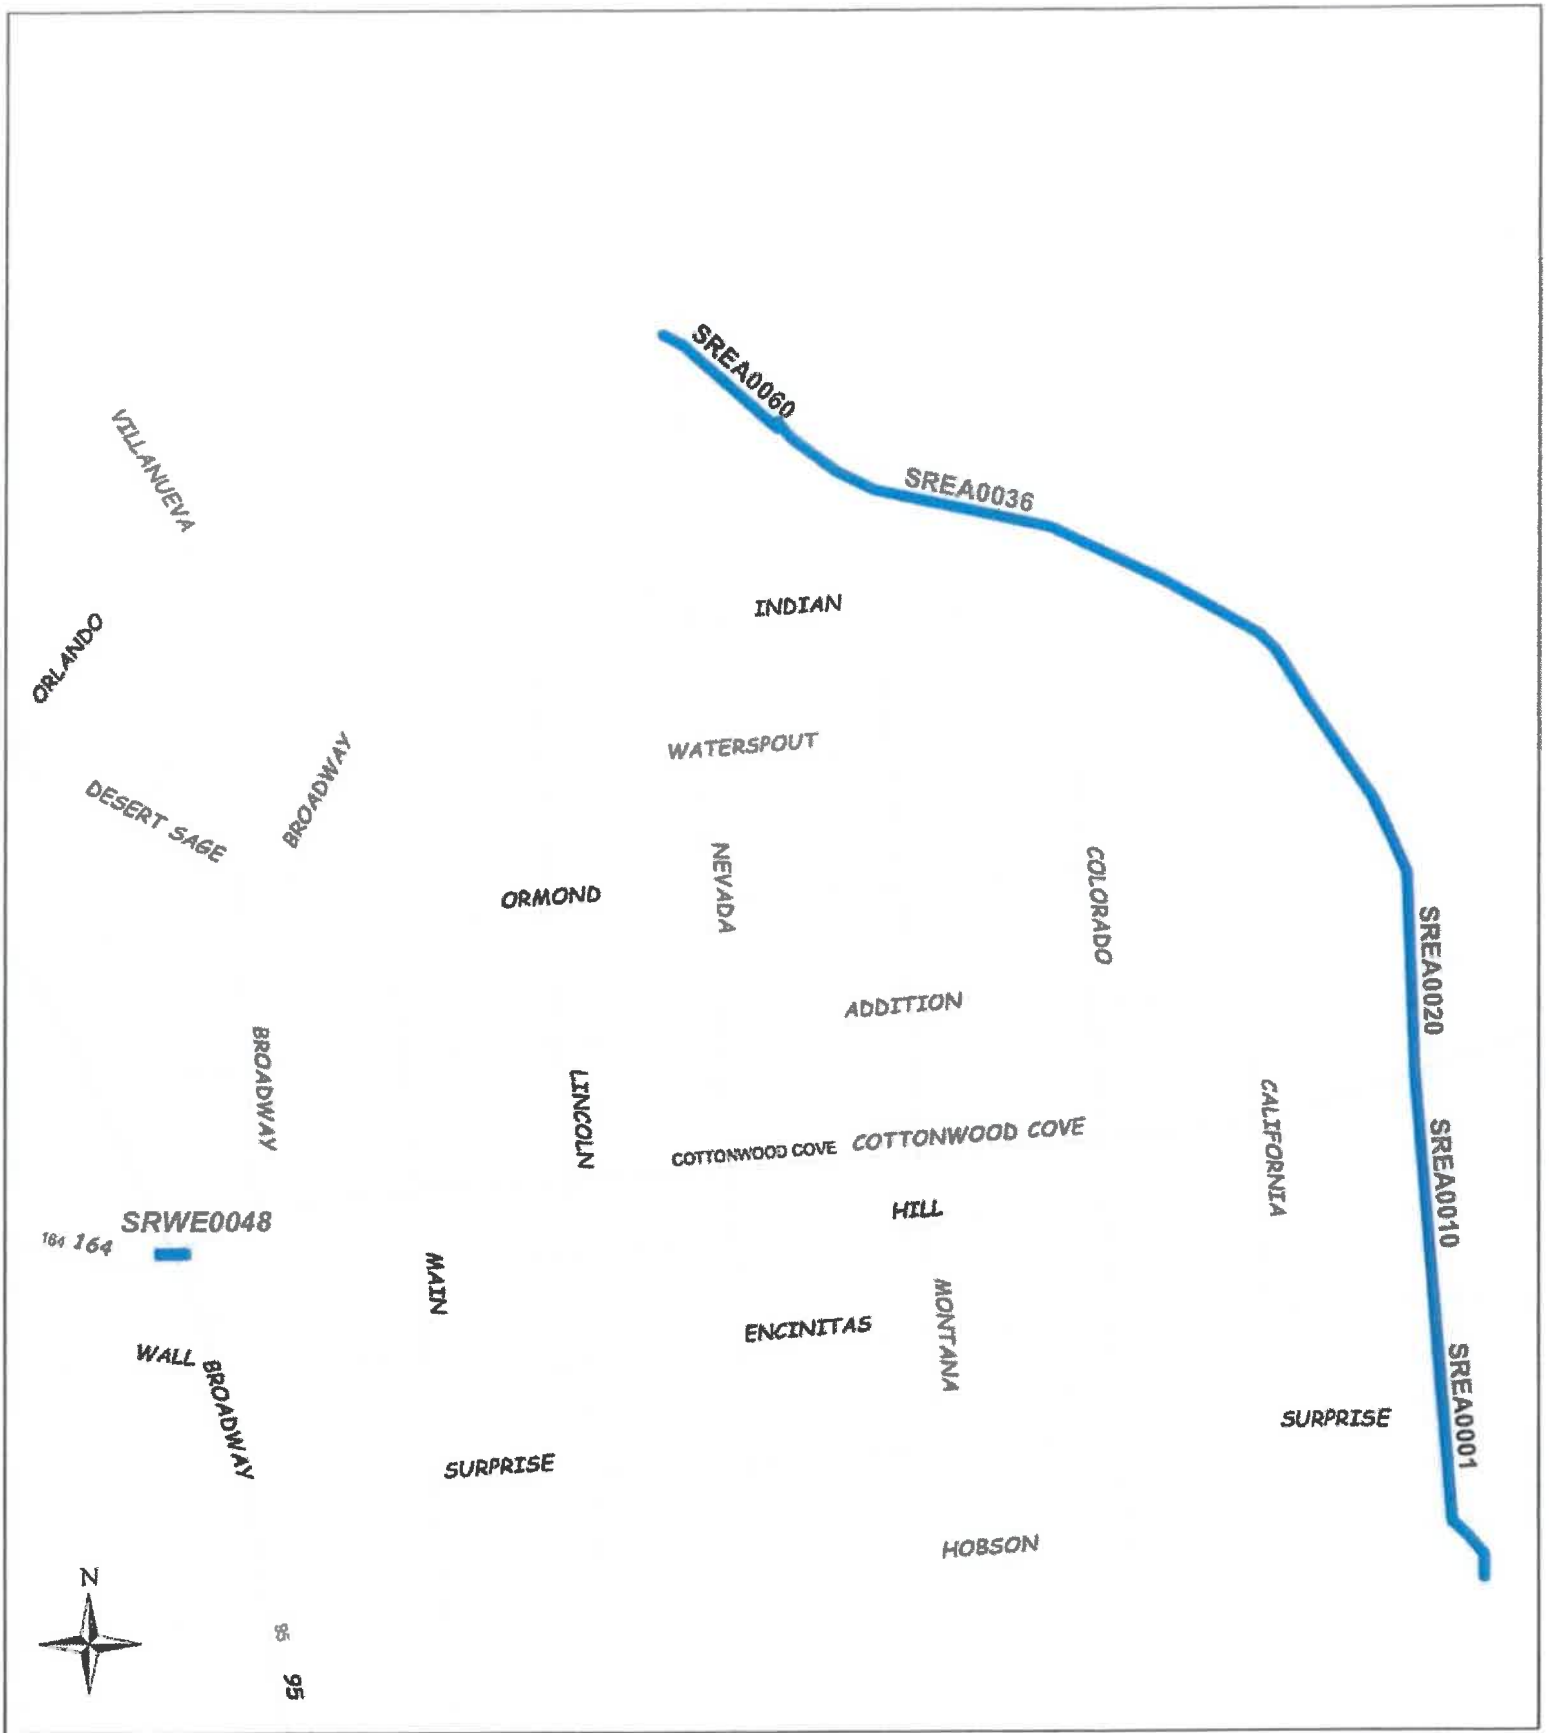 SREA0060
VILLANUEVA
SREA0036
INDIAN
ORLANDO
WATERSPOUT
BROADWAY
DESERT SAGE
NEVADA
COLORADO
ORMOND
SREA0020
ADDITION
BROADWAY
LINCOLN
CALIFORNIA
COTTONWOOD COVE COTTONWOOD COVE
SREA0010
HILL
SRWE0048
164 164
MAIN
MONTANA
ENCINITAS
WALL
BROADWAY
SREA0001
SURPRISE
SURPRISE
HOBSON
N
95
95